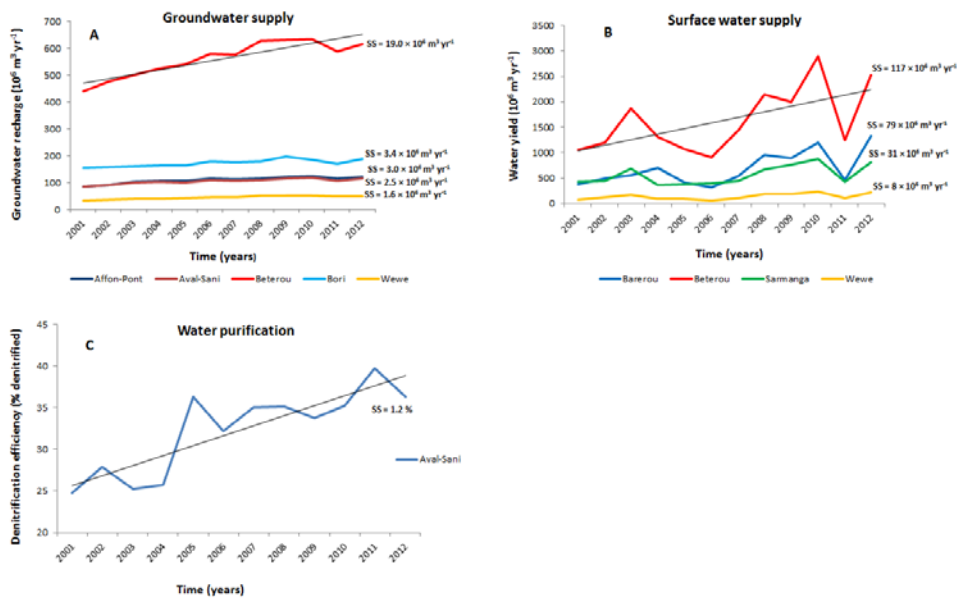 Groundwater supply
A
Groundwater recharge [10⁶ m³ yr⁻¹]
700
600
500
400
300
200
100
0
SS = 19.0 × 10⁶ m³ yr⁻¹
SS = 3.4 × 10⁶ m³ yr⁻¹
SS = 3.0 × 10⁶ m³ yr⁻¹
SS = 2.5 × 10⁶ m³ yr⁻¹
SS = 1.6 × 10⁶ m³ yr⁻¹
2001 2002 2003 2004 2005 2006 2007 2008 2009 2010 2011 2012
Time (years)
Affon-Pont Aval-Sani Beterou Bori Wewe
Surface water supply
B
Water yield (10⁶ m³ yr⁻¹)
3500
3000
2500
2000
1500
1000
500
0
SS = 117 × 10⁶ m³ yr⁻¹
SS = 79 × 10⁶ m³ yr⁻¹
SS = 31 × 10⁶ m³ yr⁻¹
SS = 8 × 10⁶ m³ yr⁻¹
2001 2002 2003 2004 2005 2006 2007 2008 2009 2010 2011 2012
Time (years)
Barerou Beterou Sarmanga Wewe
Water purification
C
Denitrification efficiency (% denitrified)
45
40
35
30
25
20
SS = 1.2 %
Aval-Sani
2001 2002 2003 2004 2005 2006 2007 2008 2009 2010 2011 2012
Time (years)